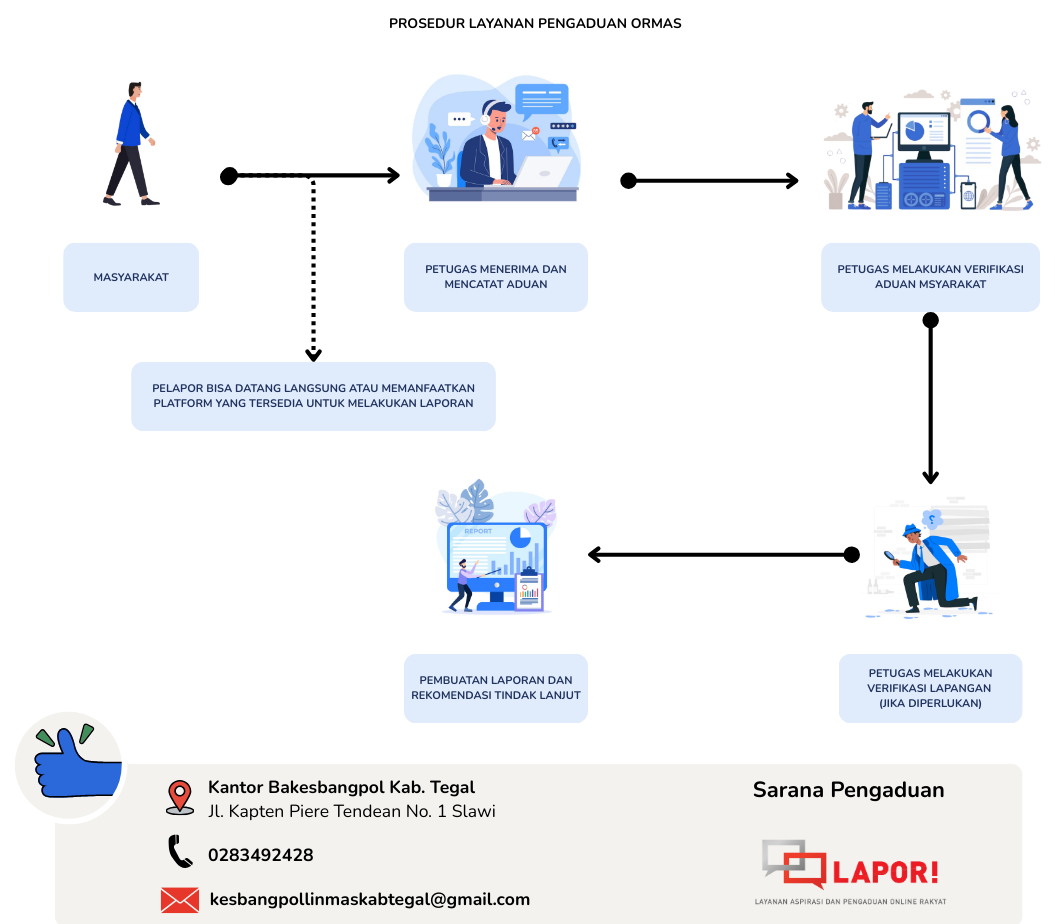 PROSEDUR LAYANAN PENGADUAN ORMAS
MASYARAKAT
PETUGAS MENERIMA DAN
MENCATAT ADUAN
PETUGAS MELAKUKAN VERIFIKASI
ADUAN MSYARAKAT
PELAPOR BISA DATANG LANGSUNG ATAU MEMANFAATKAN
PLATFORM YANG TERSEDIA UNTUK MELAKUKAN LAPORAN
REPORT
?
PEMBUATAN LAPORAN DAN
REKOMENDASI TINDAK LANJUT
PETUGAS MELAKUKAN
VERIFIKASI LAPANGAN
(JIKA DIPERLUKAN)
Kantor Bakesbangpol Kab. Tegal
Jl. Kapten Piere Tendean No. 1 Slawi
0283492428
kesbangpollinmaskabtegal@gmail.com
Sarana Pengaduan
LAPOR!
LAYANAN ASPIRASI DAN PENGADUAN ONLINE RAKYAT